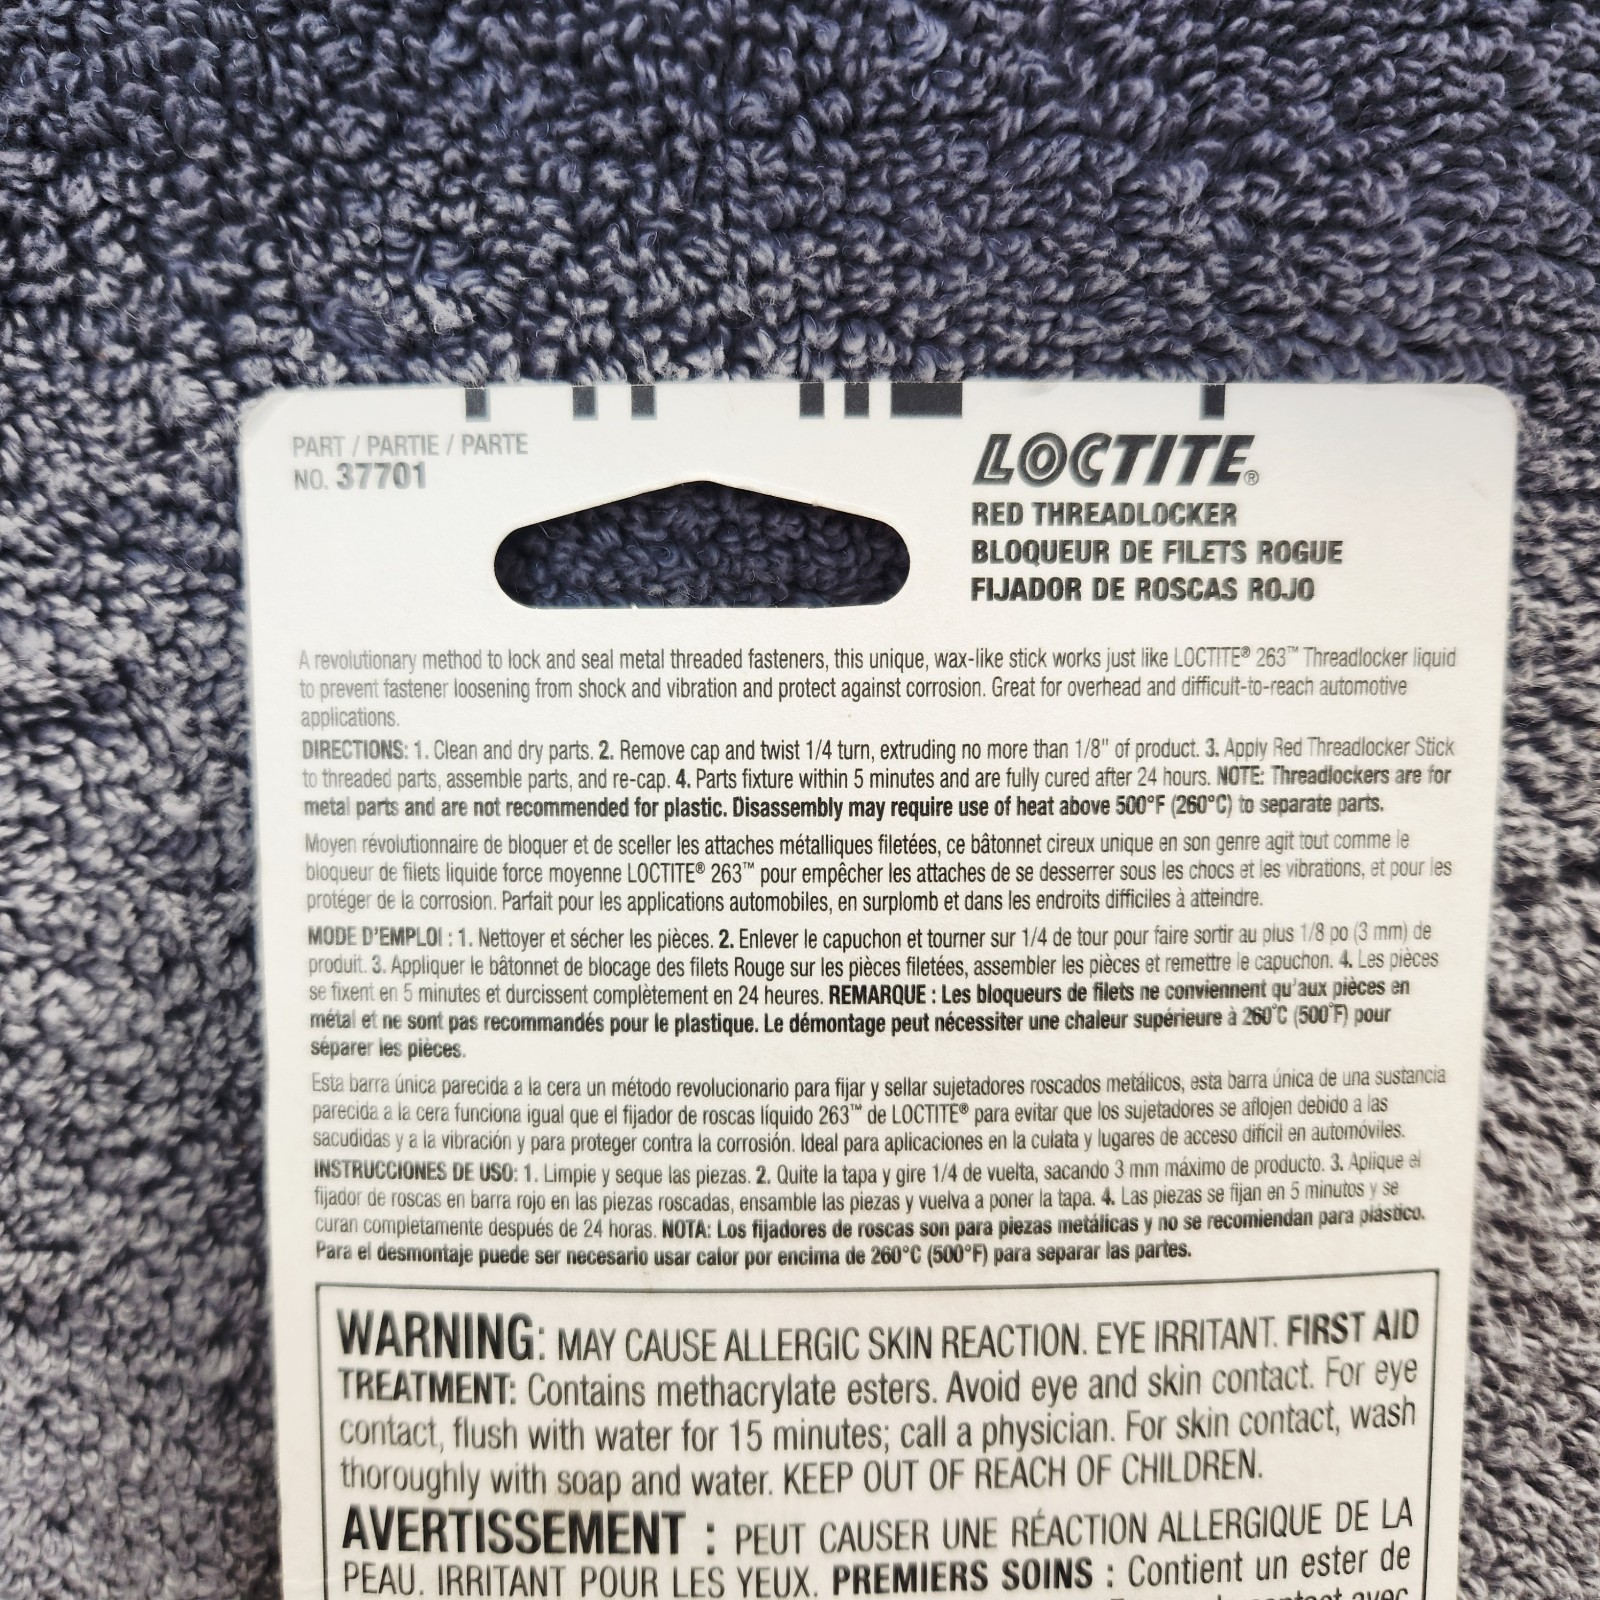 PART / PARTIE / PARTE
NO. 37701
LOCTITE®
RED THREADLOCKER
BLOQUEUR DE FILETS ROGUE
FIJADOR DE ROSCAS ROJO
A revolutionary method to lock and seal metal threaded fasteners, this unique, wax-like stick works just like LOCTITE® 263™ Threadlocker liquid
to prevent fastener loosening from shock and vibration and protect against corrosion. Great for overhead and difficult-to-reach automotive
applications.
DIRECTIONS: 1. Clean and dry parts. 2. Remove cap and twist 1/4 turn, extruding no more than 1/8" of product. 3. Apply Red Threadlocker Stick
to threaded parts, assemble parts, and re-cap. 4. Parts fixture within 5 minutes and are fully cured after 24 hours. NOTE: Threadlockers are for
metal parts and are not recommended for plastic. Disassembly may require use of heat above 500°F (260°C) to separate parts.
Moyen révolutionnaire de bloquer et de sceller les attaches métalliques filetées, ce bâtonnet cireux unique en son genre agit tout comme le
bloqueur de filets liquide force moyenne LOCTITE® 263™ pour empêcher les attaches de se desserrer sous les chocs et les vibrations, et pour les
protéger de la corrosion. Parfait pour les applications automobiles, en surplomb et dans les endroits difficiles à atteindre.
MODE D'EMPLOI : 1. Nettoyer et sécher les pièces. 2. Enlever le capuchon et tourner sur 1/4 de tour pour faire sortir au plus 1/8 po (3 mm) de
produit. 3. Appliquer le bâtonnet de blocage des filets Rouge sur les pièces filetées, assembler les pièces et remettre le capuchon. 4. Les pièces
se fixent en 5 minutes et durcissent complètement en 24 heures. REMARQUE : Les bloqueurs de filets ne conviennent qu'aux pièces en
métal et ne sont pas recommandés pour le plastique. Le démontage peut nécessiter une chaleur supérieure à 260°C (500°F) pour
séparer les pièces.
Esta barra única parecida a la cera un método revolucionario para fijar y sellar sujetadores roscados metálicos, esta barra única de una sustancia
parecida a la cera funciona igual que el fijador de roscas líquido 263™ de LOCTITE® para evitar que los sujetadores se aflojen debido a las
sacudidas y a la vibración y para proteger contra la corrosión. Ideal para aplicaciones en la culata y lugares de acceso difícil en automóviles.
INSTRUCCIONES DE USO: 1. Limpie y seque las piezas. 2. Quite la tapa y gire 1/4 de vuelta, sacando 3 mm máximo de producto. 3. Aplique el
fijador de roscas en barra rojo en las piezas roscadas, ensamble las piezas y vuelva a poner la tapa. 4. Las piezas se fijan en 5 minutos y se
curan completamente después de 24 horas. NOTA: Los fijadores de roscas son para piezas metálicas y no se recomiendan para plástico.
Para el desmontaje puede ser necesario usar calor por encima de 260°C (500°F) para separar las partes.
WARNING: MAY CAUSE ALLERGIC SKIN REACTION. EYE IRRITANT. FIRST AID
TREATMENT: Contains methacrylate esters. Avoid eye and skin contact. For eye
contact, flush with water for 15 minutes; call a physician. For skin contact, wash
thoroughly with soap and water. KEEP OUT OF REACH OF CHILDREN.
AVERTISSEMENT : PEUT CAUSER UNE RÉACTION ALLERGIQUE DE LA
PEAU. IRRITANT POUR LES YEUX. PREMIERS SOINS : Contient un ester de